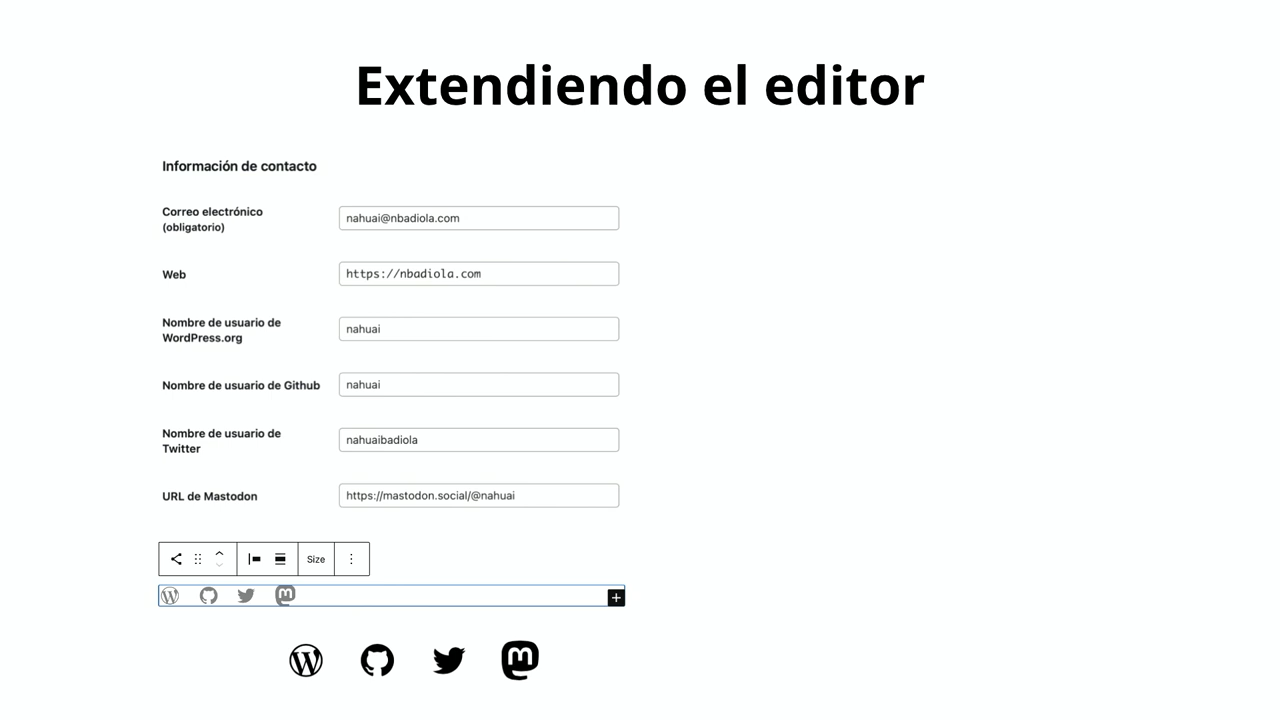 Extendiendo el editor
Información de contacto
Correo electrónico
(obligatorio)
nahuai@nbadiola.com
Web
https://nbadiola.com
Nombre de usuario de
WordPress.org
nahuai
Nombre de usuario de Github
nahuai
Nombre de usuario de
Twitter
nahuaibadiola
URL de Mastodon
https://mastodon.social/@nahuai
Size